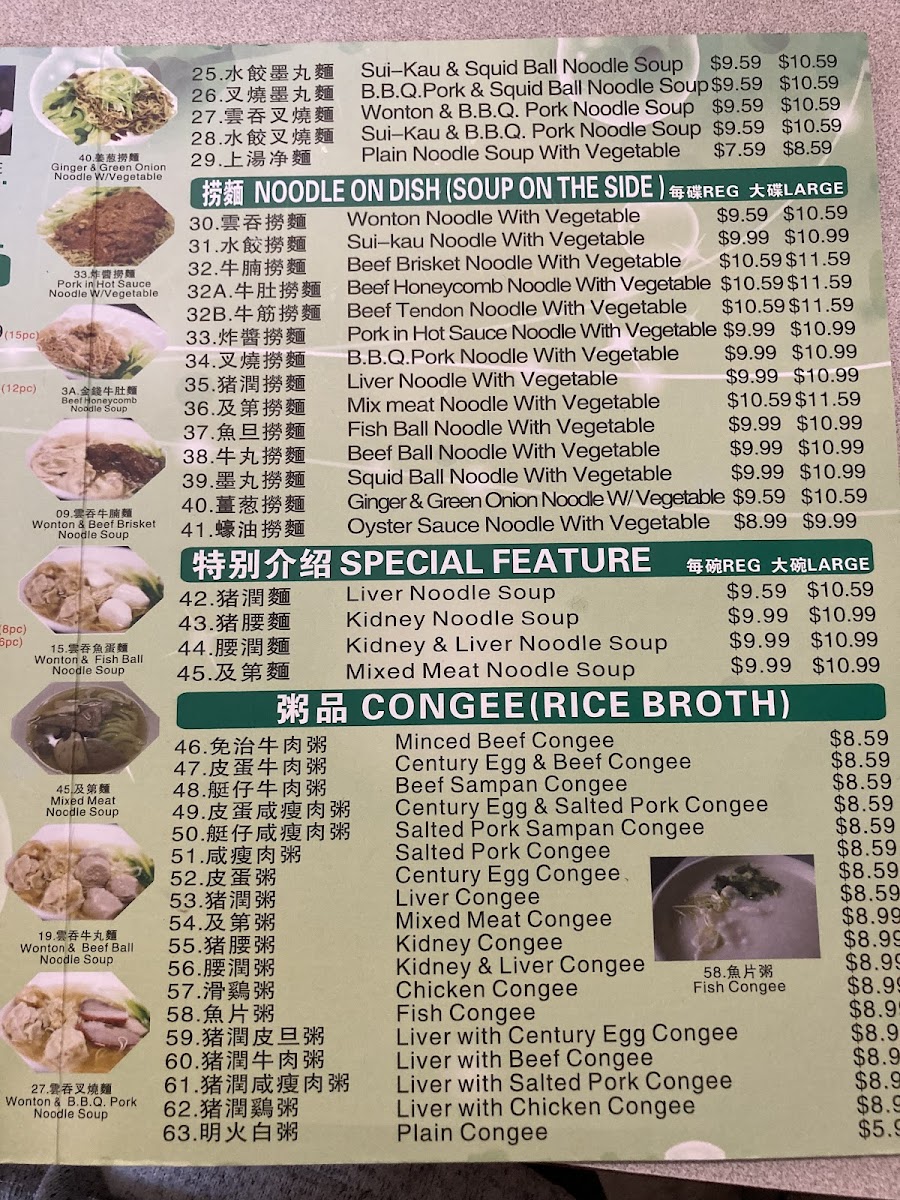 25.水餃墨丸麵 Sui-Kau & Squid Ball Noodle Soup $9.59 $10.59
26.叉燒墨丸麵 B.B.Q.Pork & Squid Ball Noodle Soup $9.59 $10.59
27.雲吞叉燒麵 Wonton & B.B.Q. Pork Noodle Soup $9.59 $10.59
28.水餃叉燒麵 Sui-Kau & B.B.Q. Pork Noodle Soup $9.59 $10.59
29.上湯净麵 Plain Noodle Soup With Vegetable $7.59 $8.59
撈麵 NOODLE ON DISH (SOUP ON THE SIDE) 每碟REG 大碟LARGE
30.雲吞撈麵 Wonton Noodle With Vegetable $9.59 $10.59
31.水餃撈麵 Sui-kau Noodle With Vegetable $9.99 $10.99
32.牛腩撈麵 Beef Brisket Noodle With Vegetable $10.59 $11.59
32A.牛肚撈麵 Beef Honeycomb Noodle With Vegetable $10.59 $11.59
32B.牛筋撈麵 Beef Tendon Noodle With Vegetable $10.59 $11.59
33.炸醬撈麵 Pork in Hot Sauce Noodle With Vegetable $9.99 $10.99
34.叉燒撈麵 B.B.Q.Pork Noodle With Vegetable $9.99 $10.99
35.猪潤撈麵 Liver Noodle With Vegetable $9.99 $10.99
36.及第撈麵 Mix meat Noodle With Vegetable $10.59 $11.59
37.魚旦撈麵 Fish Ball Noodle With Vegetable $9.99 $10.99
38.牛丸撈麵 Beef Ball Noodle With Vegetable $9.99 $10.99
39.墨丸撈麵 Squid Ball Noodle With Vegetable $9.99 $10.99
40.薑葱撈麵 Ginger & Green Onion Noodle W/ Vegetable $9.59 $10.59
41.蠔油撈麵 Oyster Sauce Noodle With Vegetable $8.99 $9.99
特别介绍 SPECIAL FEATURE 每碗REG 大碗LARGE
42.猪潤麵 Liver Noodle Soup $9.59 $10.59
43.猪腰麵 Kidney Noodle Soup $9.99 $10.99
44.腰潤麵 Kidney & Liver Noodle Soup $9.99 $10.99
45.及第麵 Mixed Meat Noodle Soup $9.99 $10.99
粥品 CONGEE(RICE BROTH)
46.免治牛肉粥 Minced Beef Congee $8.59
47.皮蛋牛肉粥 Century Egg & Beef Congee $8.59
48.艇仔牛肉粥 Beef Sampan Congee $8.59
49.皮蛋咸瘦肉粥 Century Egg & Salted Pork Congee $8.59
50.艇仔咸瘦肉粥 Salted Pork Sampan Congee $8.59
51.咸瘦肉粥 Salted Pork Congee $8.59
52.皮蛋粥 Century Egg Congee $8.59
53.猪潤粥 Liver Congee $8.59
54.及第粥 Mixed Meat Congee $8.99
55.猪腰粥 Kidney Congee $8.99
56.腰潤粥 Kidney & Liver Congee $8.99
57.滑鷄粥 Chicken Congee $8.99
58.魚片粥 Fish Congee $8.9
59.猪潤皮旦粥 Liver with Century Egg Congee $8.9
60.猪潤牛肉粥 Liver with Beef Congee $8.9
61.猪潤咸瘦肉粥 Liver with Salted Pork Congee $8.9
62.猪潤鷄粥 Liver with Chicken Congee $8.9
63.明火白粥 Plain Congee $5.9
58.魚片粥
Fish Congee
40.姜葱撈麵
Ginger & Green Onion
Noodle W/Vegetable
33.炸醬撈麵
Pork in Hot Sauce
Noodle W/Vegetable
(15pc)
(12pc)
3A.金錢牛肚麵
Beef Honeycomb
Noodle Soup
09.雲吞牛腩麵
Wonton & Beef Brisket
Noodle Soup
(8pc)
6pc)
15.雲吞魚蛋麵
Wonton & Fish Ball
Noodle Soup
45.及第麵
Mixed Meat
Noodle Soup
19.雲吞牛丸麵
Wonton & Beef Ball
Noodle Soup
27.雲吞叉燒麵
Wonton & B.B.Q. Pork
Noodle Soup